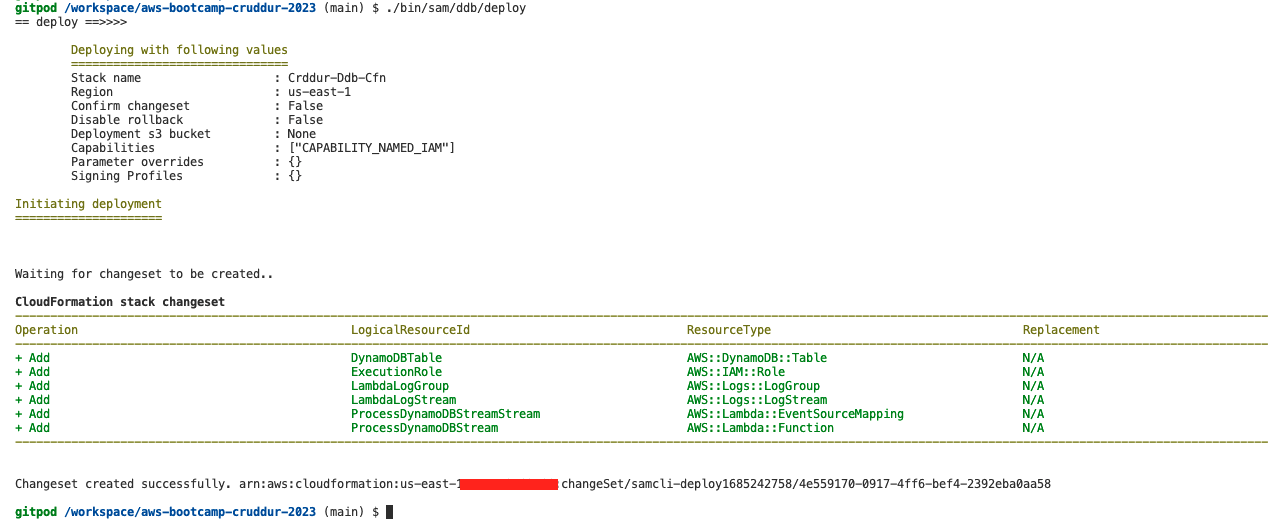 gitpod /workspace/aws-bootcamp-cruddur-2023 (main) $ ./bin/sam/ddb/deploy
== deploy ==>>>>
Deploying with following values
===============================
Stack name : Crddur-Ddb-Cfn
Region : us-east-1
Confirm changeset : False
Disable rollback : False
Deployment s3 bucket : None
Capabilities : ["CAPABILITY_NAMED_IAM"]
Parameter overrides : {}
Signing Profiles : {}
Initiating deployment
=====================
Waiting for changeset to be created..
CloudFormation stack changeset
Operation LogicalResourceId ResourceType Replacement
+ Add DynamoDBTable AWS::DynamoDB::Table N/A
+ Add ExecutionRole AWS::IAM::Role N/A
+ Add LambdaLogGroup AWS::Logs::LogGroup N/A
+ Add LambdaLogStream AWS::Logs::LogStream N/A
+ Add ProcessDynamoDBStreamStream AWS::Lambda::EventSourceMapping N/A
+ Add ProcessDynamoDBStream AWS::Lambda::Function N/A
Changeset created successfully. arn:aws:cloudformation:us-east-1 :changeSet/samcli-deploy1685242758/4e559170-0917-4ff6-bef4-2392eba0aa58
gitpod /workspace/aws-bootcamp-cruddur-2023 (main) $